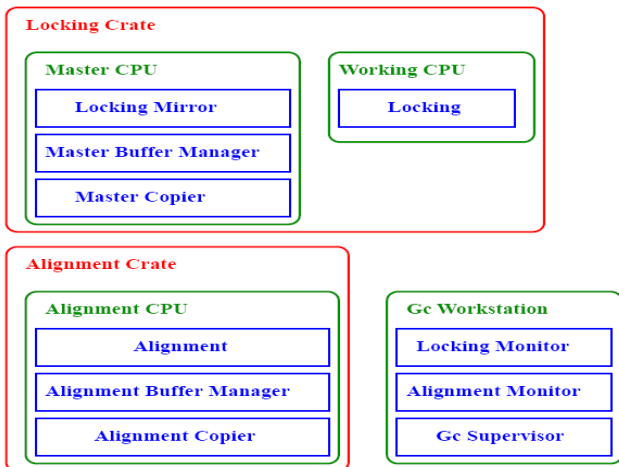 Locking Crate
Master CPU
Locking Mirror
Master Buffer Manager
Master Copier
Working CPU
Locking
Alignment Crate
Alignment CPU
Alignment
Alignment Buffer Manager
Alignment Copier
Gc Workstation
Locking Monitor
Alignment Monitor
Gc Supervisor